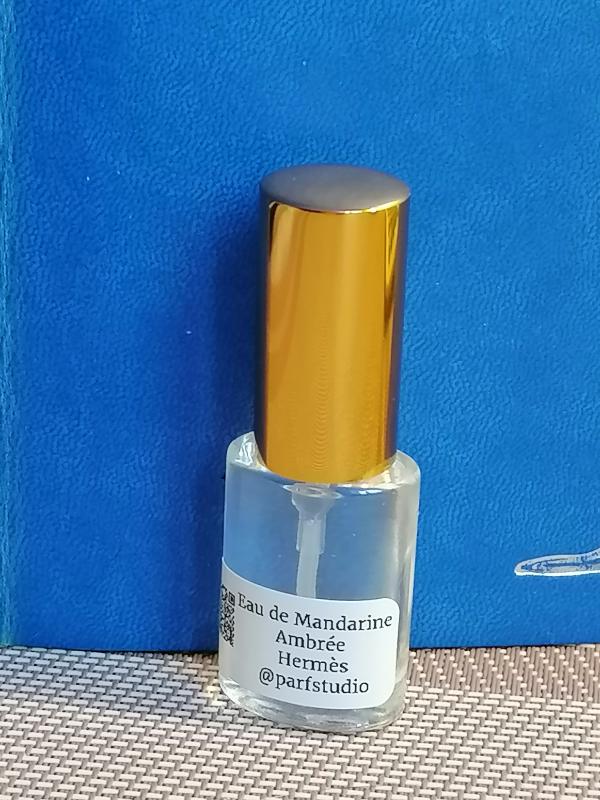 Eau de Mandarine
Ambrée
Hermès
@parfstudio